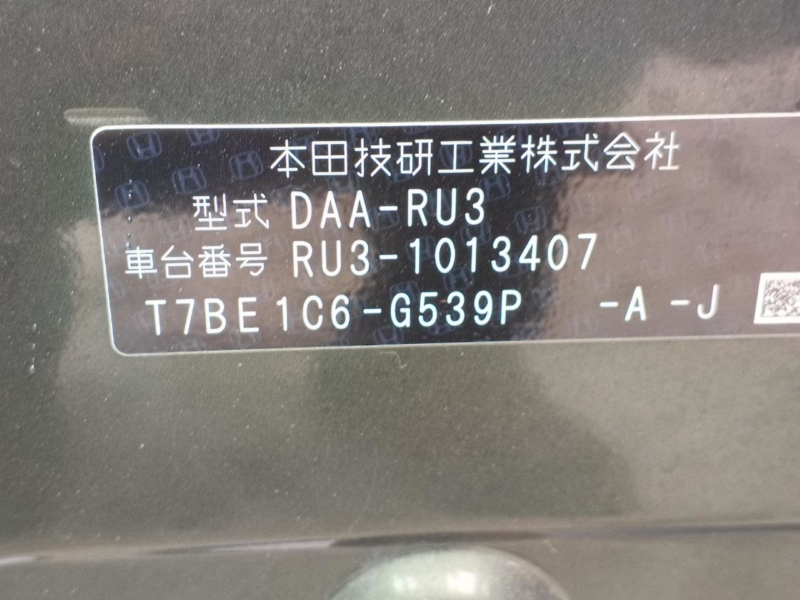 本田技研工業株式会社
型式 DAA-RU3
車台番号 RU3-1013407
T7BE1C6-G539P -A -J